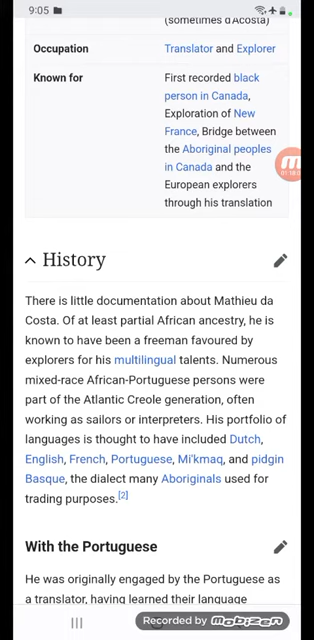 9:05
(sometimes d'Acosta)
Occupation
Translator and Explorer
Known for
First recorded black
person in Canada,
Exploration of New
France, Bridge between
the Aboriginal peoples
in Canada and the
European explorers
through his translation
History
There is little documentation about Mathieu da
Costa. Of at least partial African ancestry, he is
known to have been a freeman favoured by
explorers for his multilingual talents. Numerous
mixed-race African-Portuguese persons were
part of the Atlantic Creole generation, often
working as sailors or interpreters. His portfolio of
languages is thought to have included Dutch,
English, French, Portuguese, Mi'kmaq, and pidgin
Basque, the dialect many Aboriginals used for
trading purposes.[2]
With the Portuguese
He was originally engaged by the Portuguese as
a translator, having learned their language
Recorded by mobizen